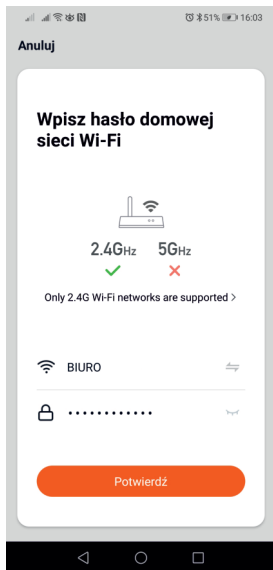 51% 16:03
Anuluj
Wpisz hasło domowej
sieci Wi-Fi
2.4GHz 5GHz
Only 2.4G Wi-Fi networks are supported >
BIURO
••••••••••••
Potwierdź